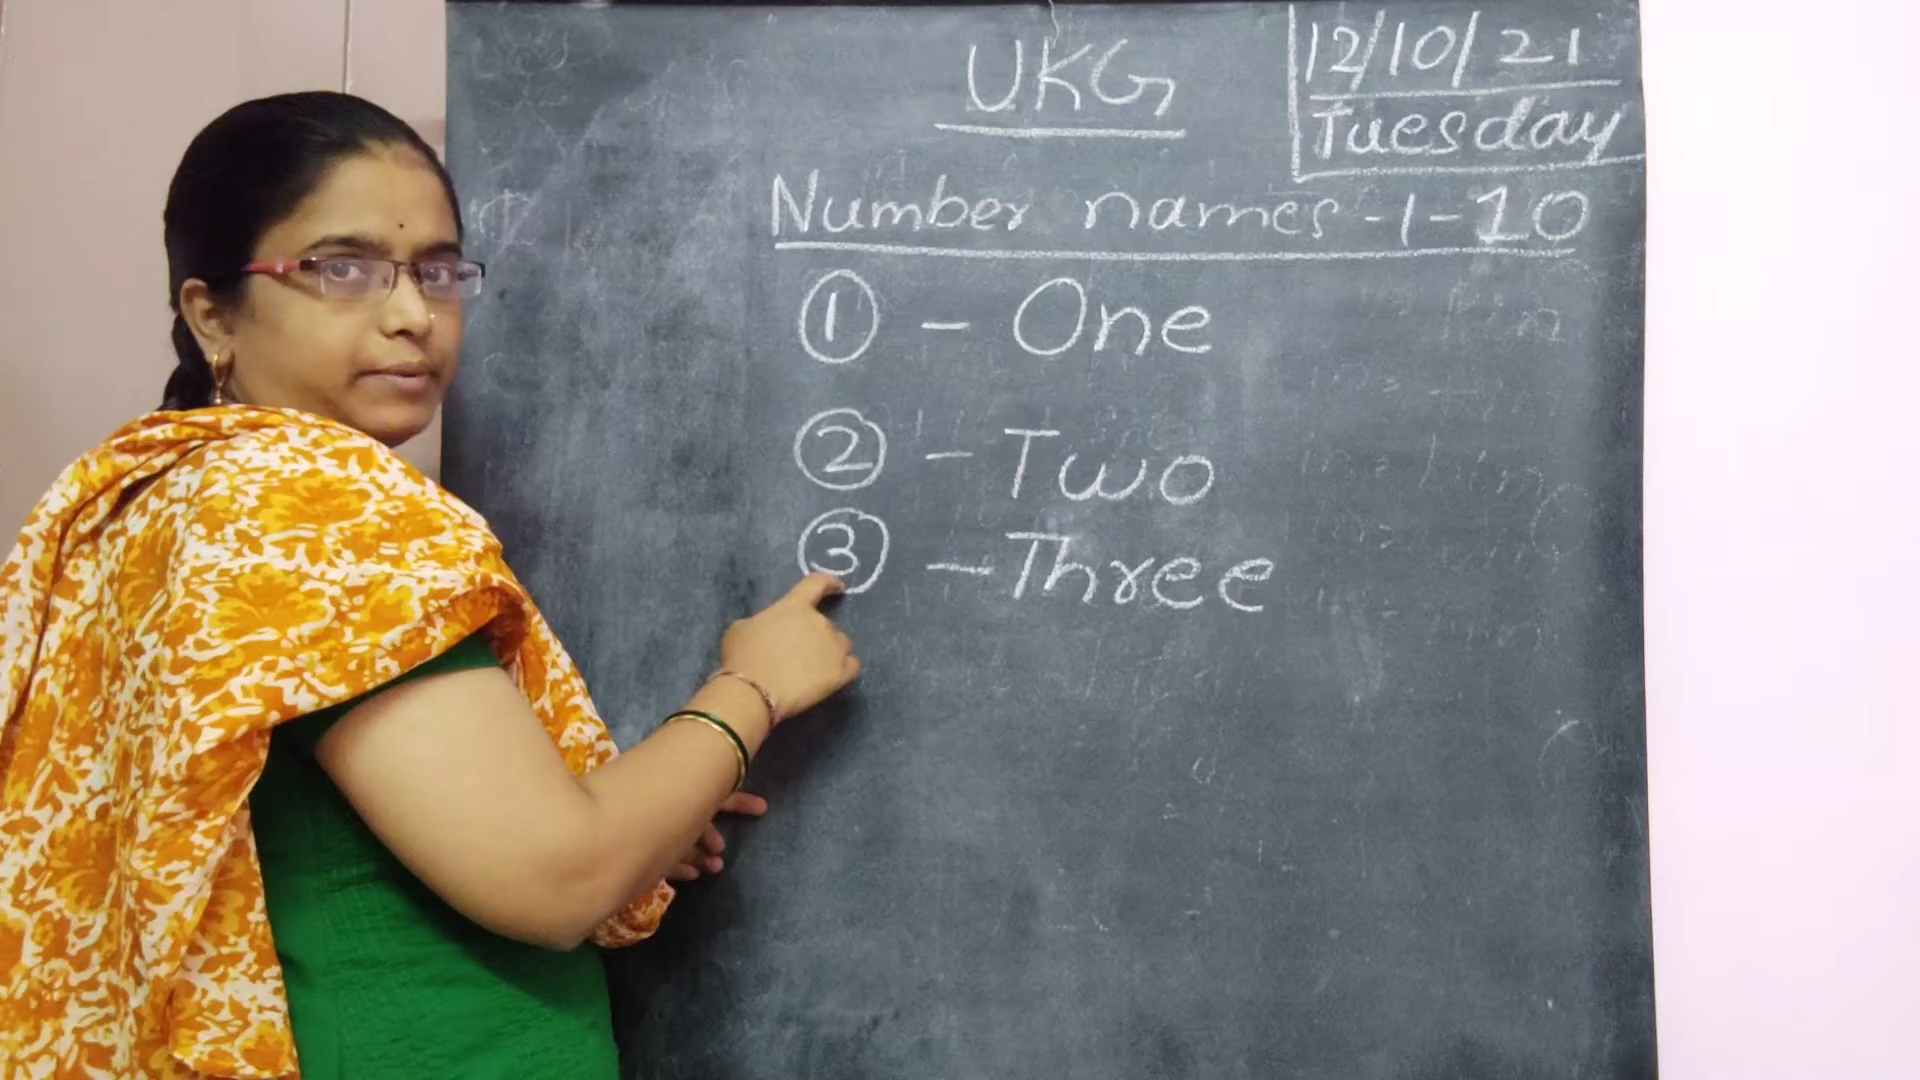 UKG
12/10/21
Tuesday
Number names - 1 - 10
① - One
② - Two
③ - Three